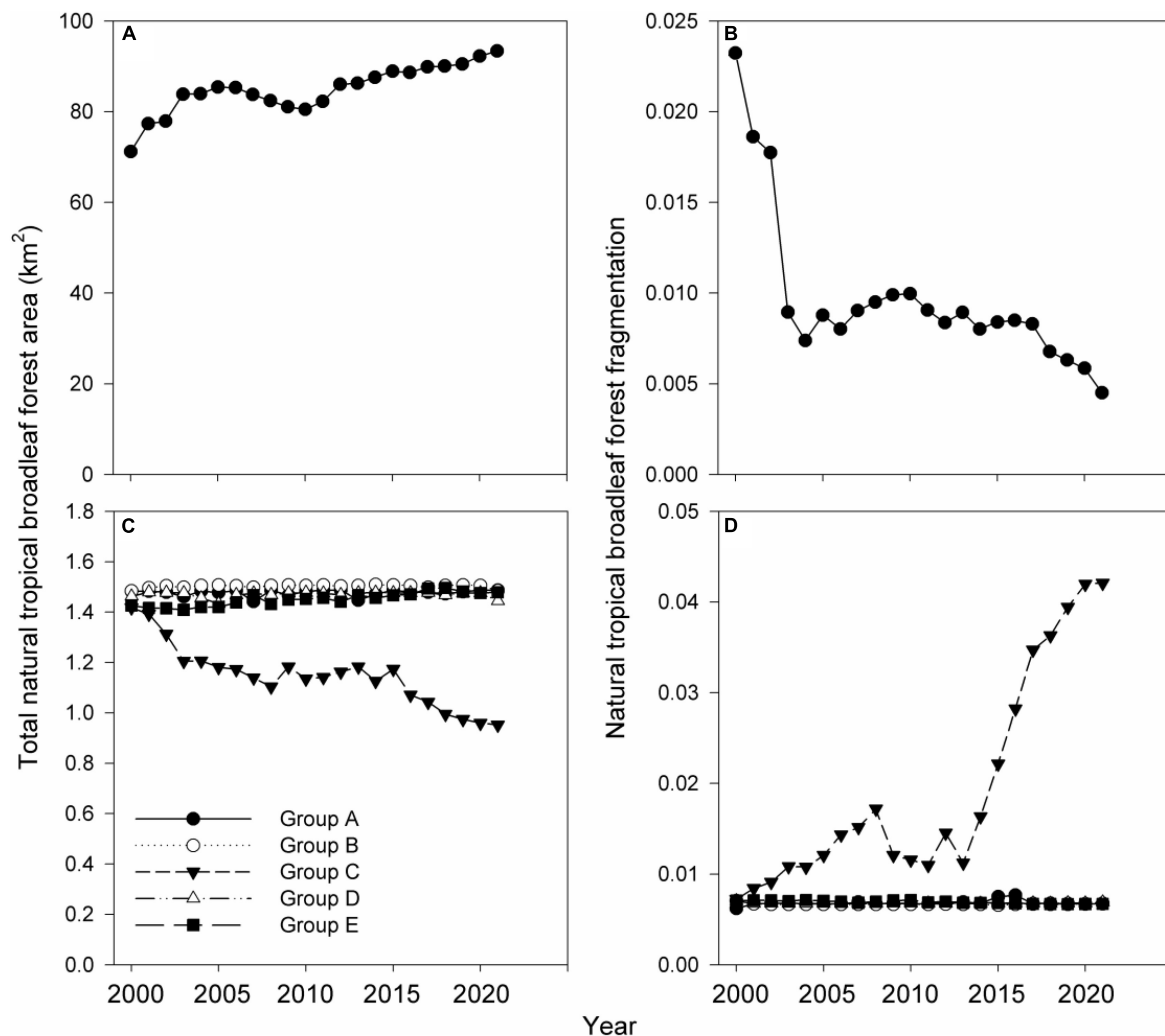 A
100
80
60
40
20
0
Total natural tropical broadleaf forest area (km²)
B
0.025
0.020
0.015
0.010
0.005
0.000
Natural tropical broadleaf forest fragmentation
C
1.8
1.6
1.4
1.2
1.0
0.8
0.6
0.4
0.2
0.0
Group A
Group B
Group C
Group D
Group E
2000 2005 2010 2015 2020
D
0.05
0.04
0.03
0.02
0.01
0.00
2000 2005 2010 2015 2020
Year